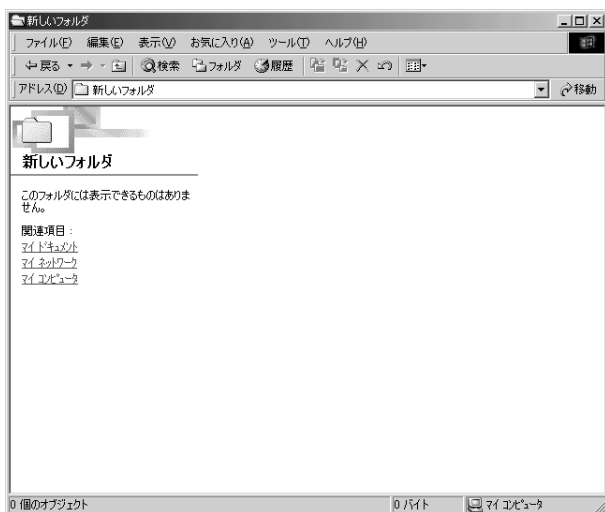 新しいフォルダ
ファイル(F) 編集(E) 表示(V) お気に入り(A) ツール(T) ヘルプ(H)
戻る 検索 フォルダ 履歴
アドレス(D) 新しいフォルダ 移動
新しいフォルダ
このフォルダには表示できるものはありま
せん。
関連項目：
マイ ドキュメント
マイ ネットワーク
マイ コンピュータ
0 個のオブジェクト 0 バイト マイ コンピュータ